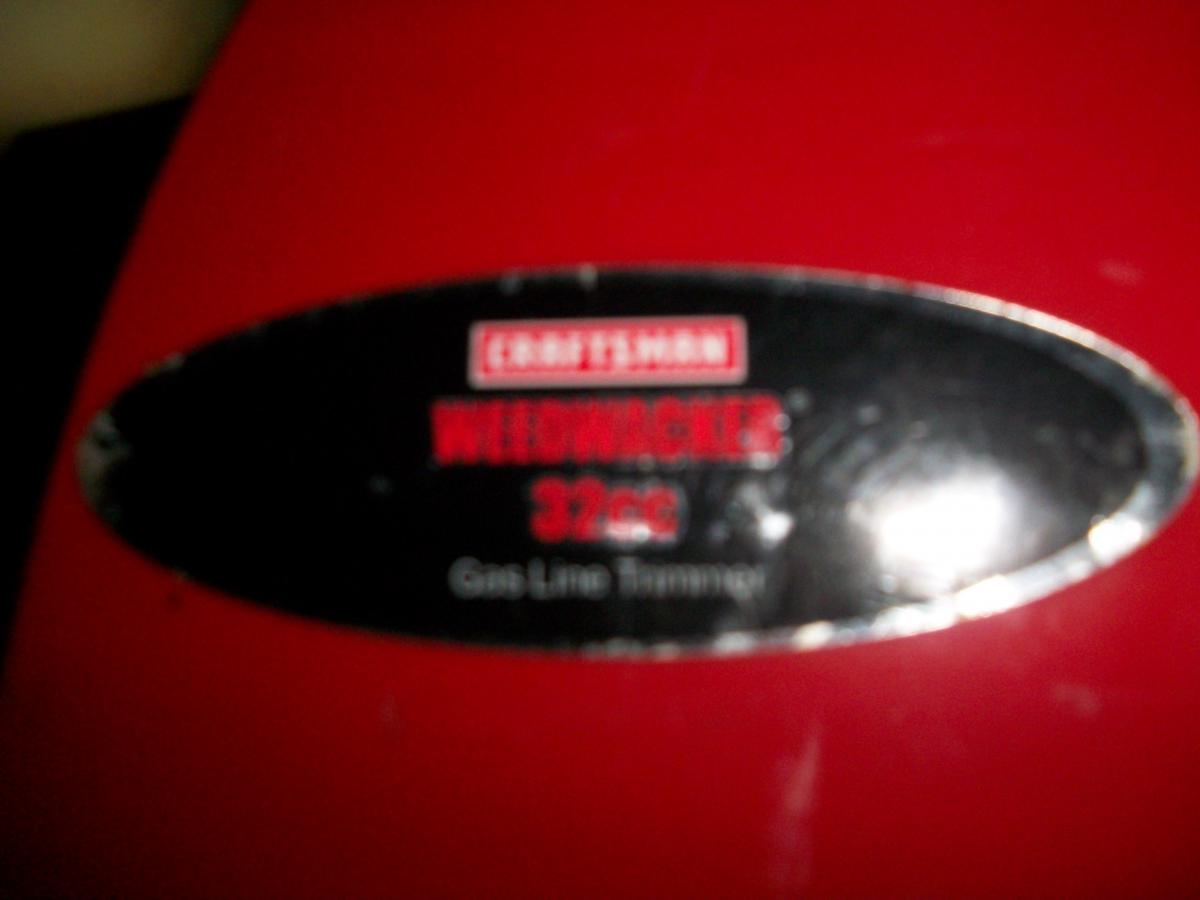 CRAFTSMAN
WEEDWACKER
32cc
Gas Line Trimmer